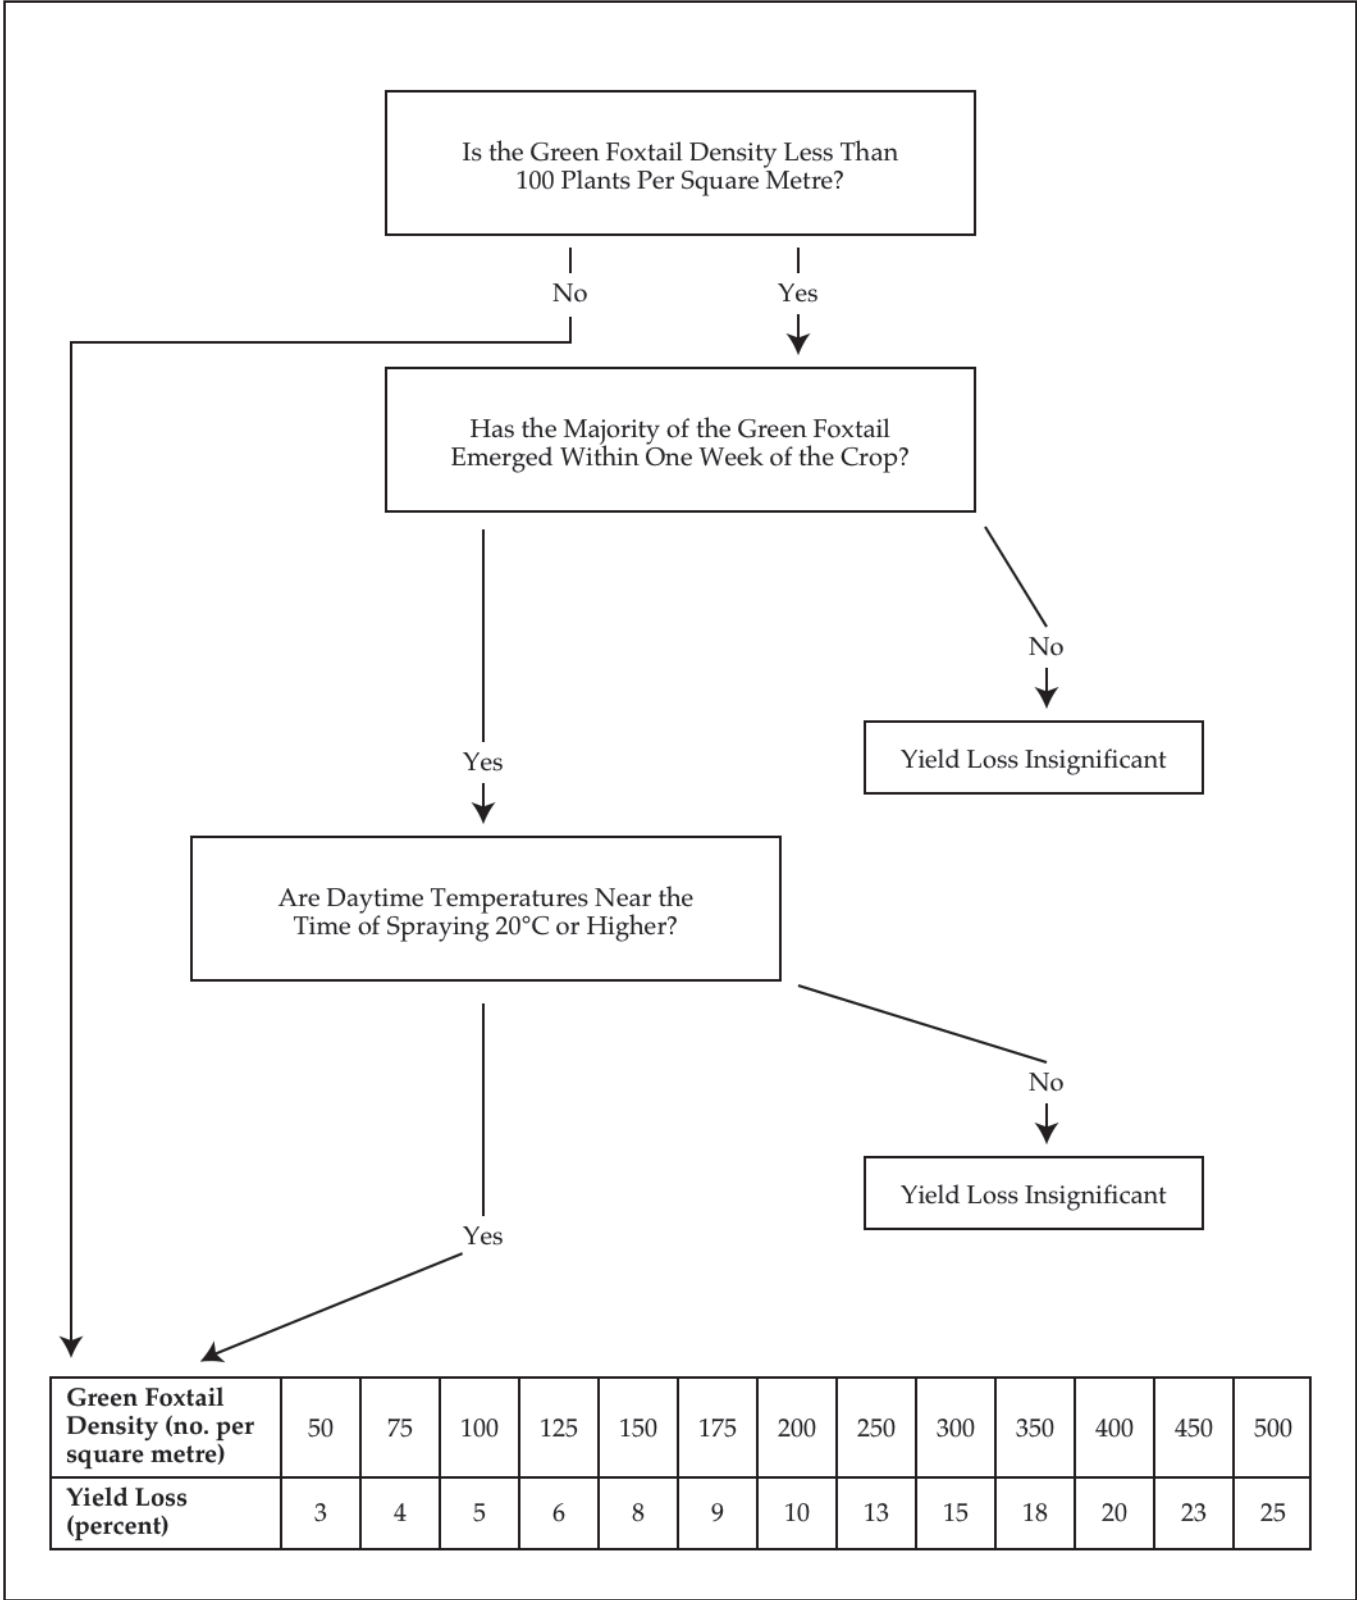 Is the Green Foxtail Density Less Than
100 Plants Per Square Metre?
No
Yes
Has the Majority of the Green Foxtail
Emerged Within One Week of the Crop?
No
Yield Loss Insignificant
Yes
Are Daytime Temperatures Near the
Time of Spraying 20°C or Higher?
No
Yield Loss Insignificant
Yes
Green Foxtail
Density (no. per
square metre)
50 75 100 125 150 175 200 250 300 350 400 450 500
Yield Loss
(percent)
3 4 5 6 8 9 10 13 15 18 20 23 25